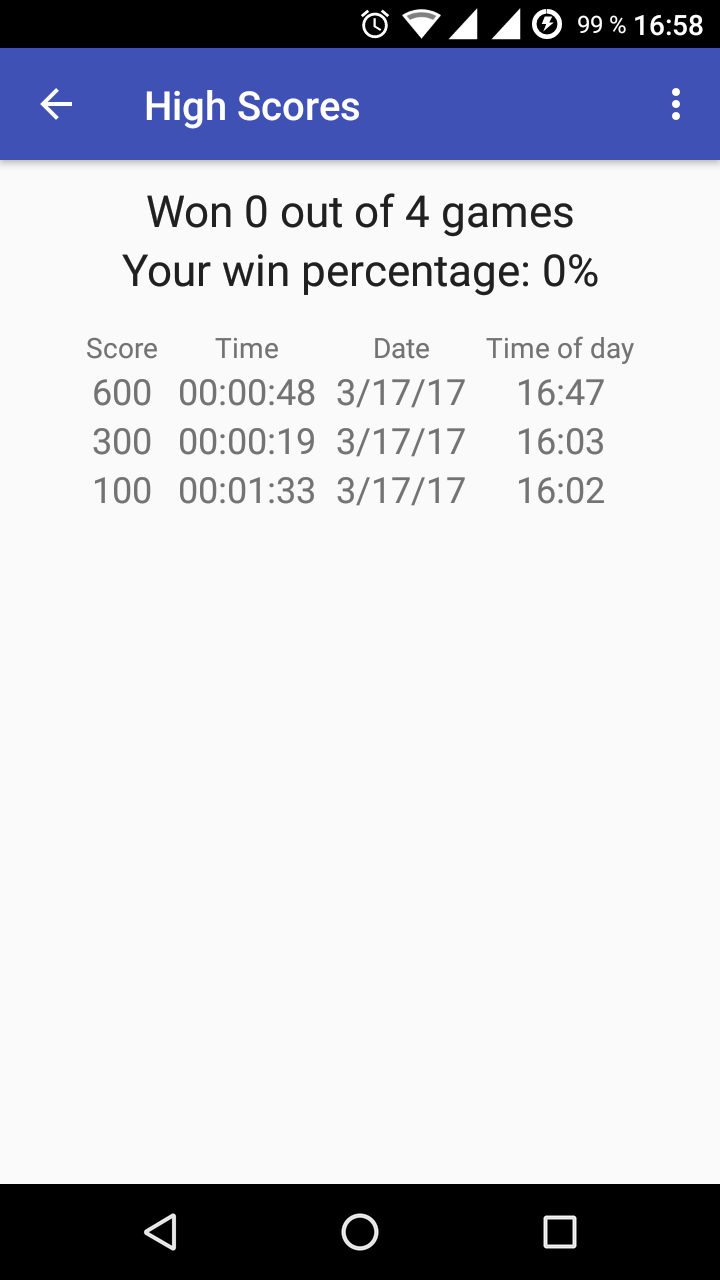 99 % 16:58
High Scores
Won 0 out of 4 games
Your win percentage: 0%
Score Time Date Time of day
600 00:00:48 3/17/17 16:47
300 00:00:19 3/17/17 16:03
100 00:01:33 3/17/17 16:02